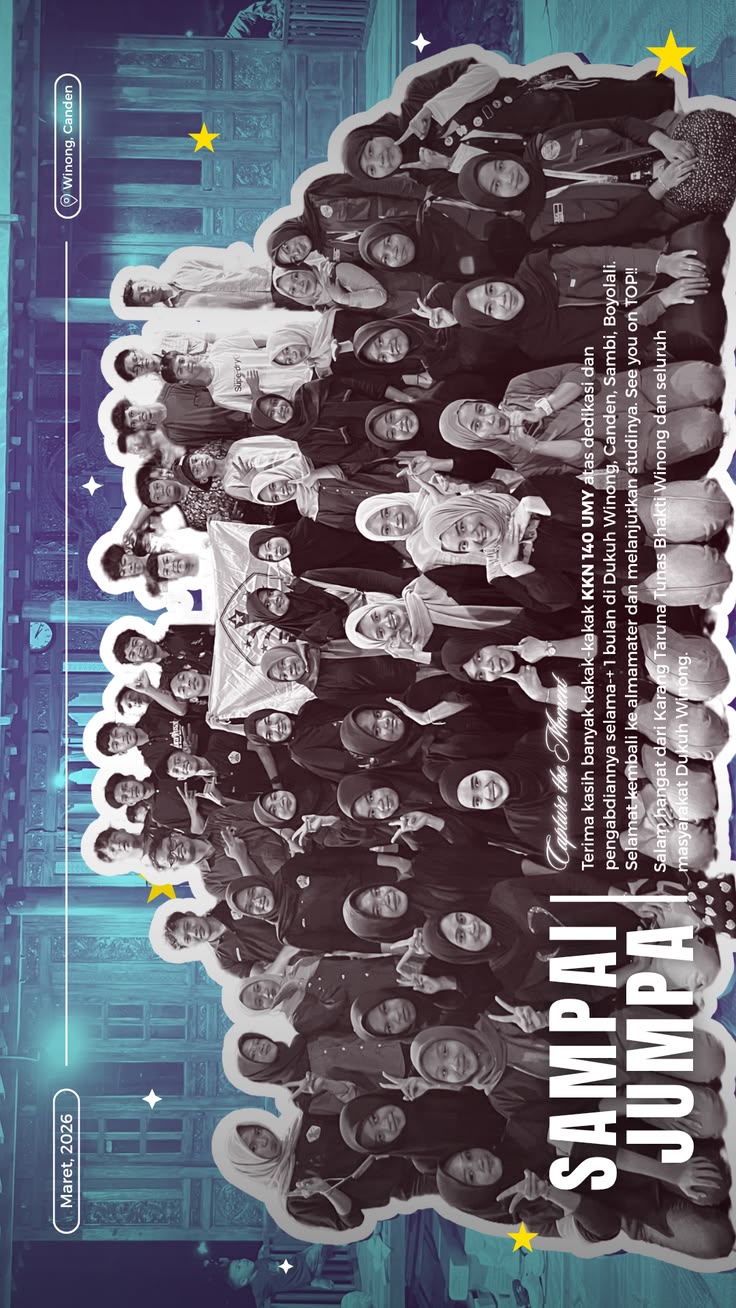 Maret, 2026
Winong, Canden
Superdry
SAMPAI
JUMPA
Capture the Moment
Terima kasih banyak kakak-kakak KKN 140 UMY atas dedikasi dan
pengabdiannya selama-+ 1 bulan di Dukuh Winong, Canden, Sambi, Boyolali.
Selamat kembali ke almamater dan melanjutkan studinya. See you on TOP!!
Salam hangat dari Karang Taruna Tunas Bhakti Winong dan seluruh
masyarakat Dukuh Winong.